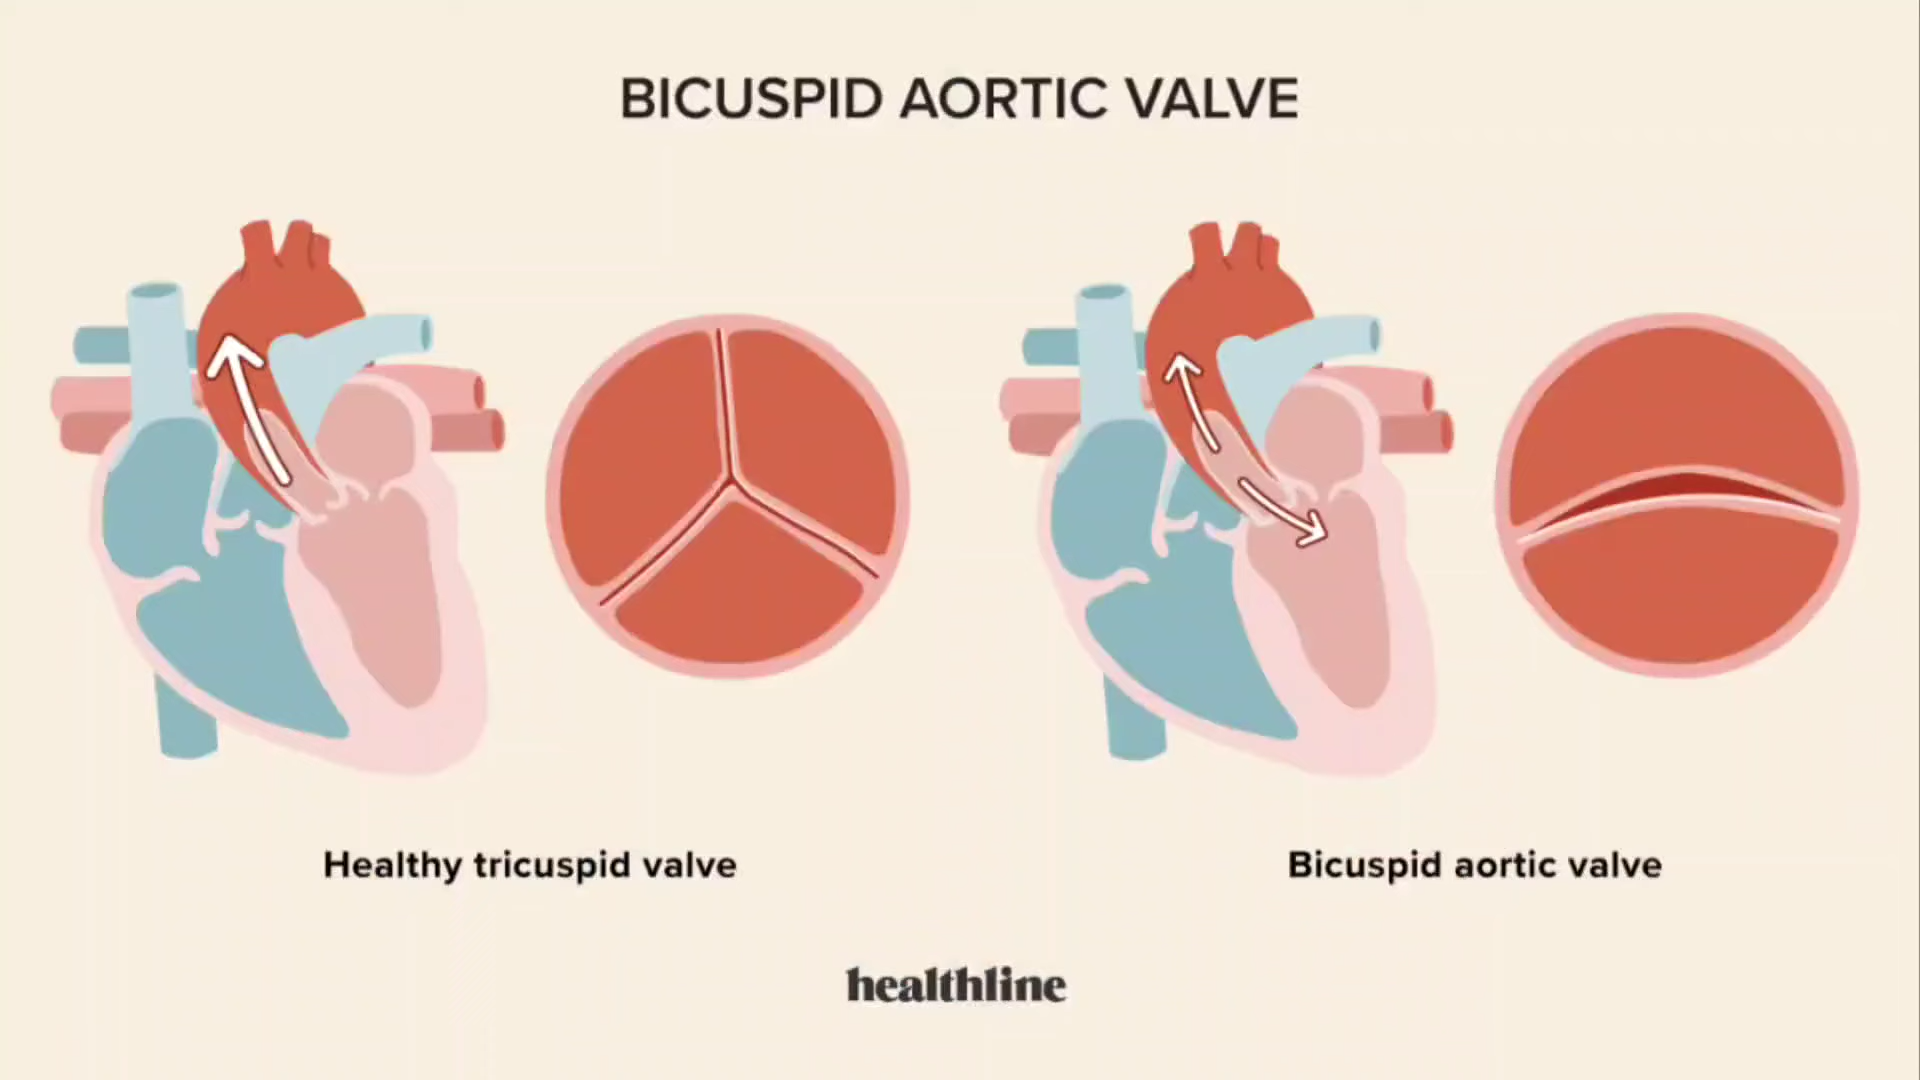 BICUSPID AORTIC VALVE
Healthy tricuspid valve
Bicuspid aortic valve
healthline